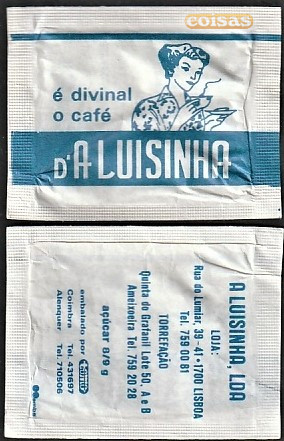 coisas
é divinal
o café
D'A LUISINHA
A LUISINHA, LDA
LOJA:
Rua do Lumiar, 39-41 • 1700 LISPOA
Tel. 759 00 81
TORREFAÇÃO
Quinta do Grafanil Lote 50, A e B
Ameixoeira Tel 759 20 28
açúcar 8/9 g
embalado por
Coimbra Tel. 431697
Alenquer Tel. 710506